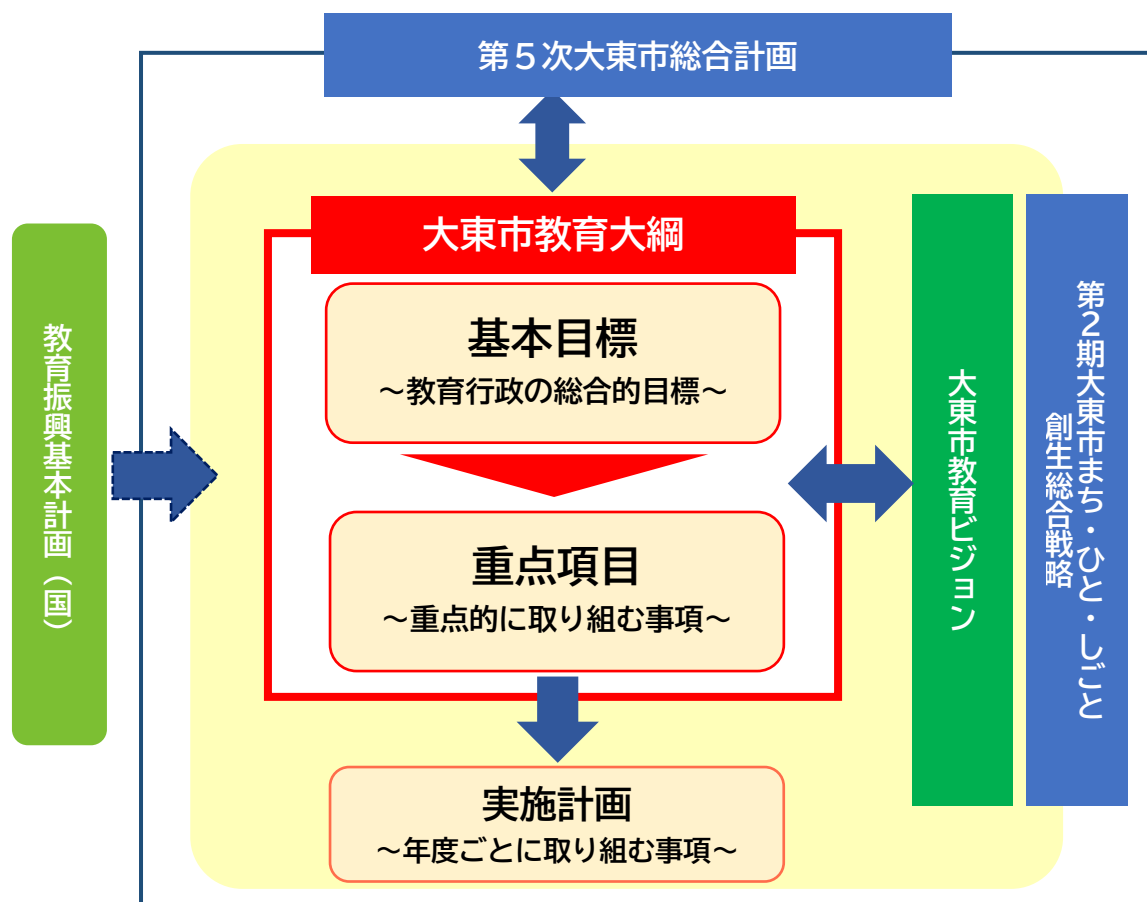 第５次大東市総合計画
大東市教育大綱
基本目標
～教育行政の総合的目標～
重点項目
～重点的に取り組む事項～
実施計画
～年度ごとに取り組む事項～
教育振興基本計画（国）
大東市教育ビジョン
第２期大東市まち・ひと・しごと
創生総合戦略